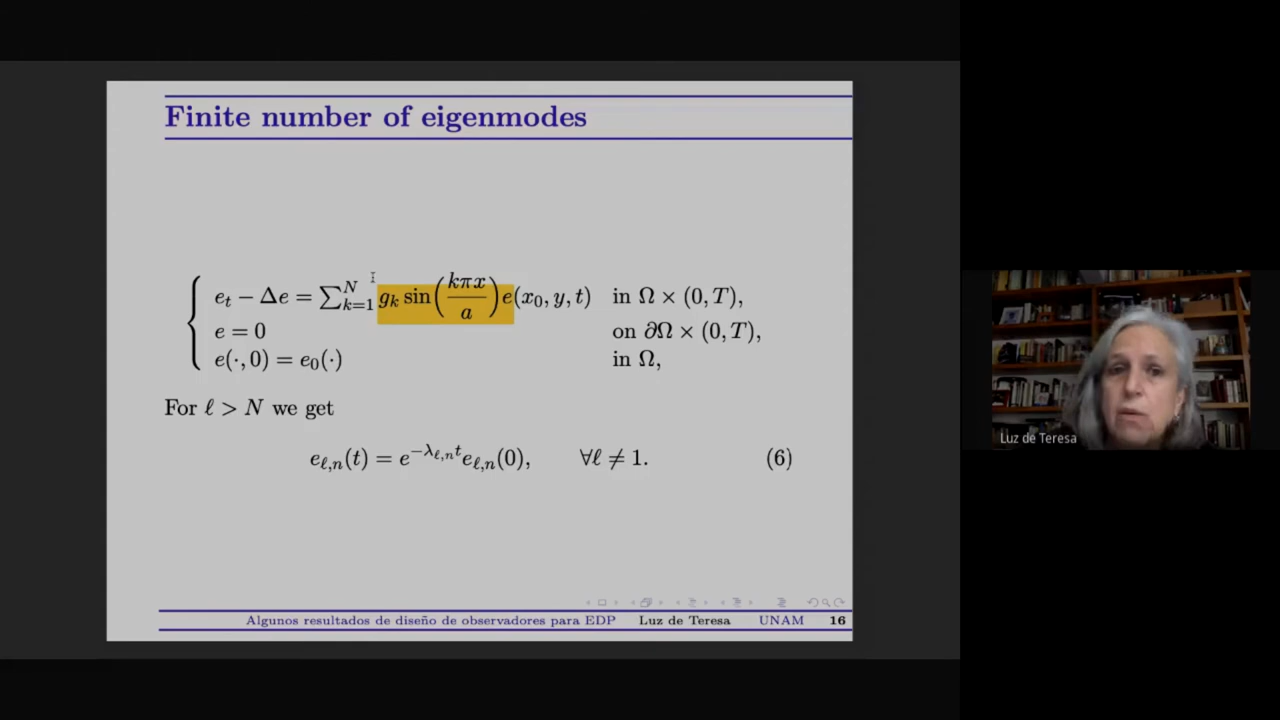 Finite number of eigenmodes
e_t − Δe = ∑_{k=1}^{N} g_k sin(kπx/a) e(x_0, y, t) in Ω × (0, T),
e = 0 on ∂Ω × (0, T),
e(·, 0) = e_0(·) in Ω,
For ℓ > N we get
e_{ℓ,n}(t) = e^{−λ_{ℓ,n}t} e_{ℓ,n}(0), ∀ℓ ≠ 1. (6)
Algunos resultados de diseño de observadores para EDP Luz de Teresa UNAM 16
Luz de Teresa